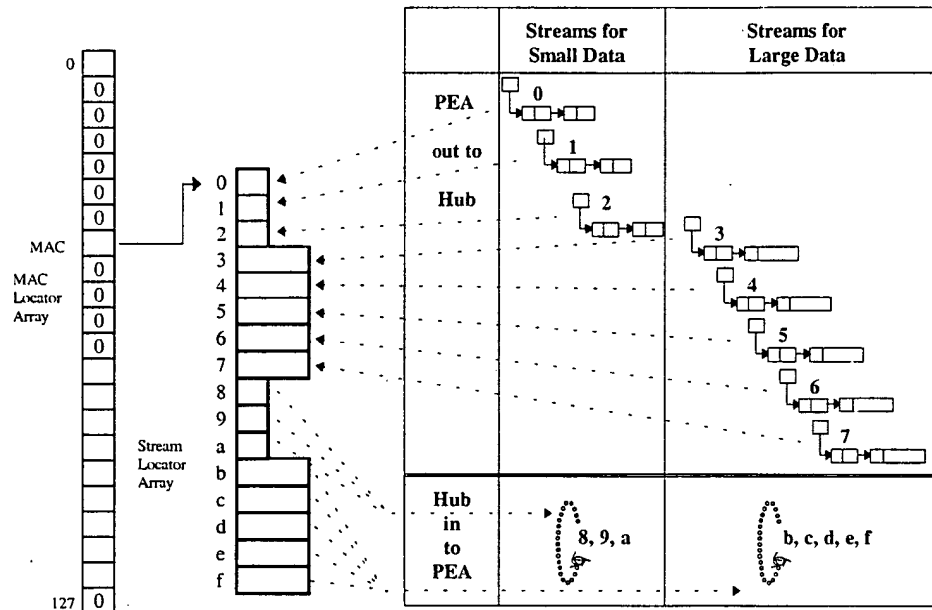 Streams for
Small Data
Streams for
Large Data
0
0
0
0
0
0
0
MAC
MAC
Locator
Array
0
0
0
0
127
0
Stream
Locator
Array
0
1
2
3
4
5
6
7
8
9
a
b
c
d
e
f
PEA
out to
Hub
0
1
2
3
4
5
6
7
Hub
in
to
PEA
8, 9, a
b, c, d, e, f